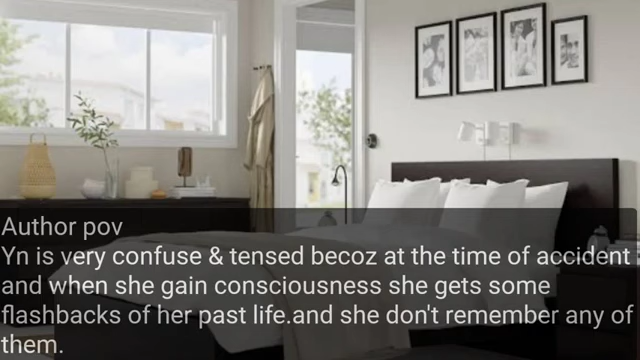 Author pov
Yn is very confuse & tensed becoz at the time of accident
and when she gain consciousness she gets some
flashbacks of her past life.and she don't remember any of
them.